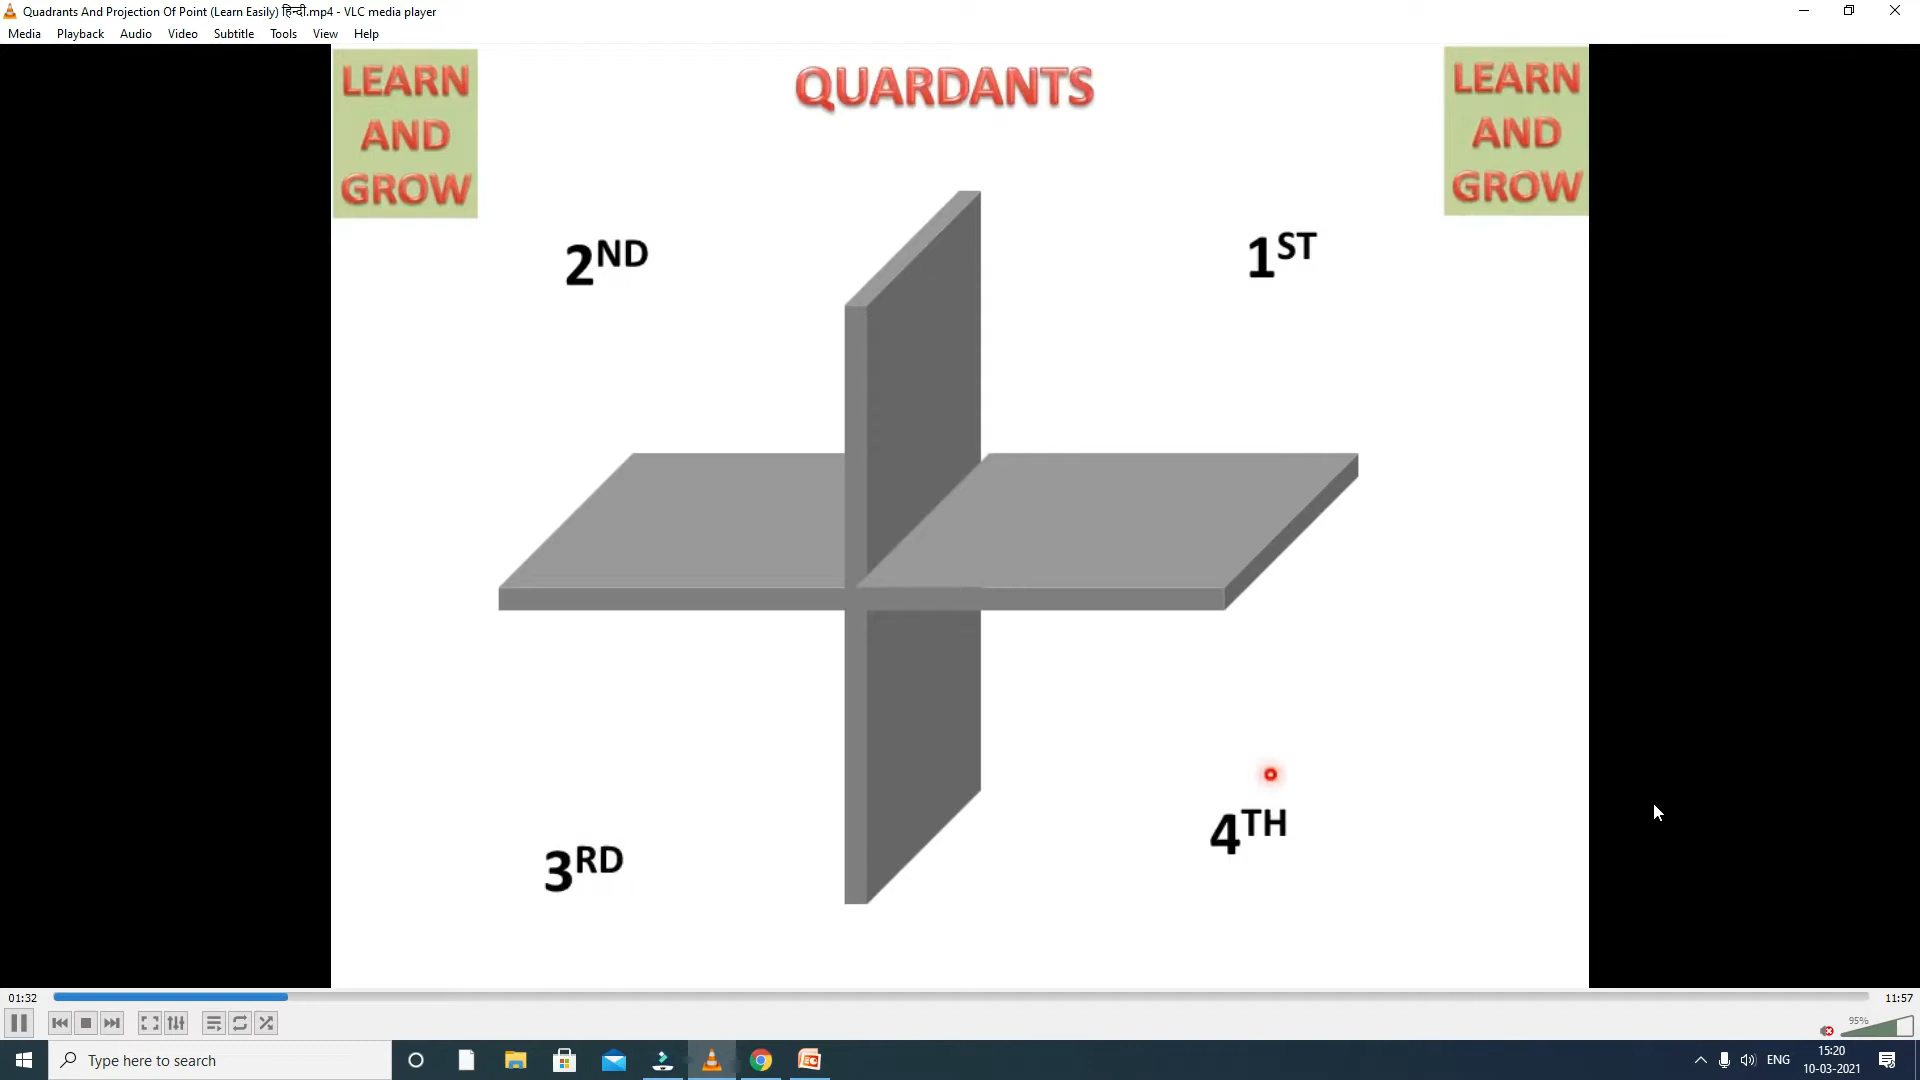 Quadrants And Projection Of Point (Learn Easily) हिन्दी.mp4 - VLC media player
Media Playback Audio Video Subtitle Tools View Help
LEARN
AND
GROW
QUARDANTS
LEARN
AND
GROW
2ND
1ST
3RD
4TH
01:32
11:57
95%
Type here to search
ENG
15:20
10-03-2021